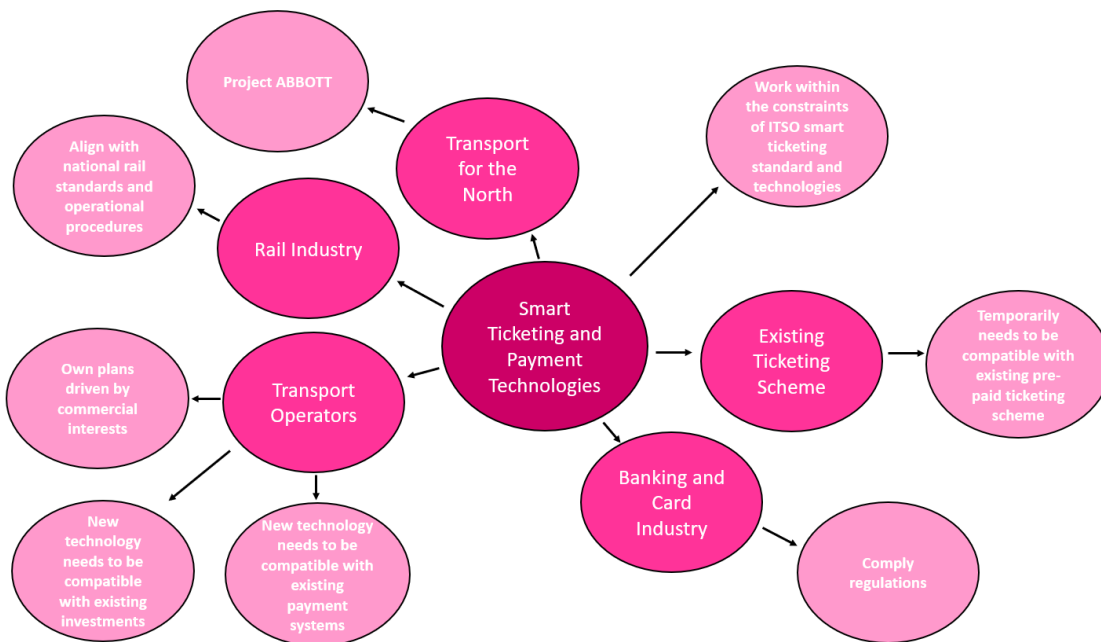 Project ABBOTT
Work within
the constraints
of ITSO smart
ticketing
standard and
technologies
Transport
for the
North
Align with
national rail
standards and
operational
procedures
Rail Industry
Smart
Ticketing and
Payment
Technologies
Existing
Ticketing
Scheme
Temporarily
needs to be
compatible with
existing pre-
paid ticketing
scheme
Own plans
driven by
commercial
interests
Transport
Operators
Banking and
Card
Industry
New
technology
needs to be
compatible
with existing
investments
New technology
needs to be
compatible with
existing
payment
systems
Comply
regulations